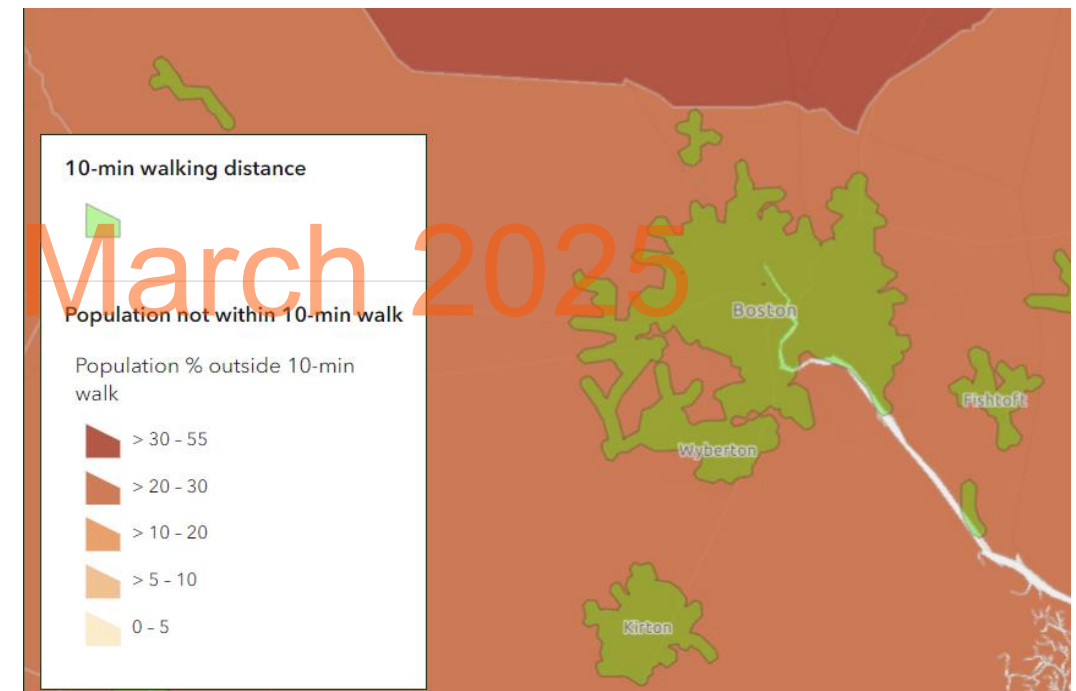 10-min walking distance
March 2025
Population not within 10-min walk
Population % outside 10-min
walk
> 30 - 55
> 20 - 30
> 10 - 20
> 5 - 10
0 - 5
Boston
Fishtoft
Wyberton
Kirton